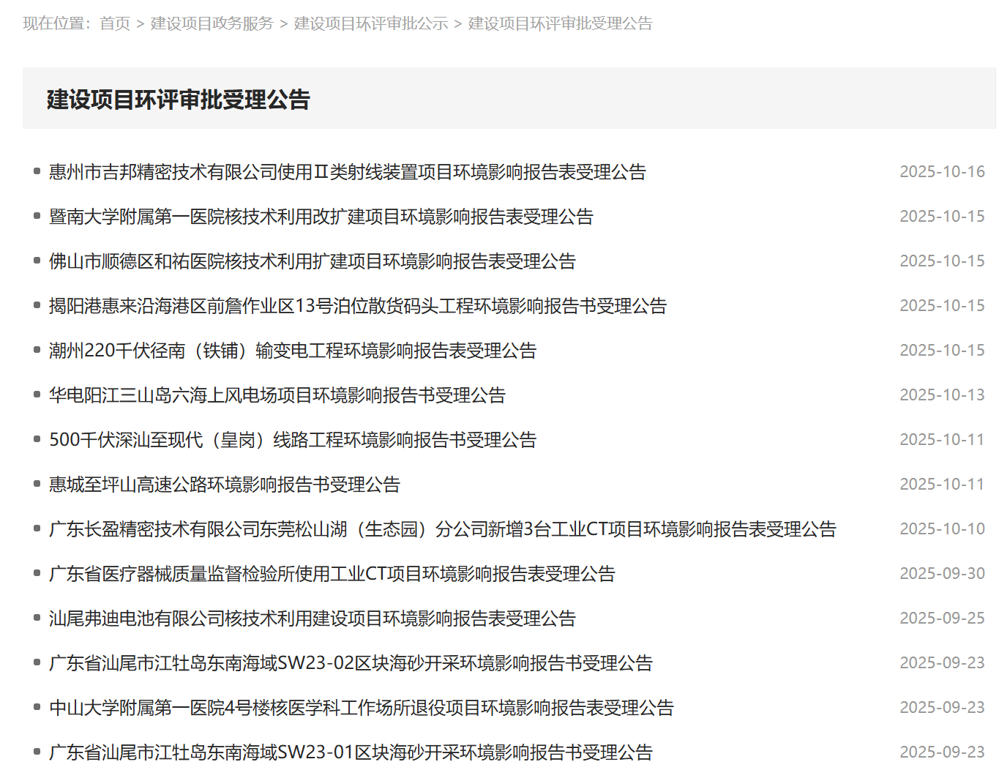 现在位置：首页 > 建设项目政务服务 > 建设项目环评审批公示 > 建设项目环评审批受理公告
建设项目环评审批受理公告
惠州市吉邦精密技术有限公司使用Ⅱ类射线装置项目环境影响报告表受理公告 2025-10-16
暨南大学附属第一医院核技术利用改扩建项目环境影响报告表受理公告 2025-10-15
佛山市顺德区和祐医院核技术利用扩建项目环境影响报告表受理公告 2025-10-15
揭阳港惠来沿海港区前詹作业区13号泊位散货码头工程环境影响报告书受理公告 2025-10-15
潮州220千伏径南（铁铺）输变电工程环境影响报告表受理公告 2025-10-15
华电阳江三山岛六海上风电场项目环境影响报告书受理公告 2025-10-13
500千伏深汕至现代（皇岗）线路工程环境影响报告书受理公告 2025-10-11
惠城至坪山高速公路环境影响报告书受理公告 2025-10-11
广东长盈精密技术有限公司东莞松山湖（生态园）分公司新增3台工业CT项目环境影响报告表受理公告 2025-10-10
广东省医疗器械质量监督检验所使用工业CT项目环境影响报告表受理公告 2025-09-30
汕尾弗迪电池有限公司核技术利用建设项目环境影响报告表受理公告 2025-09-25
广东省汕尾市江牡岛东南海域SW23-02区块海砂开采环境影响报告书受理公告 2025-09-23
中山大学附属第一医院4号楼核医学科工作场所退役项目环境影响报告表受理公告 2025-09-23
广东省汕尾市江牡岛东南海域SW23-01区块海砂开采环境影响报告书受理公告 2025-09-23